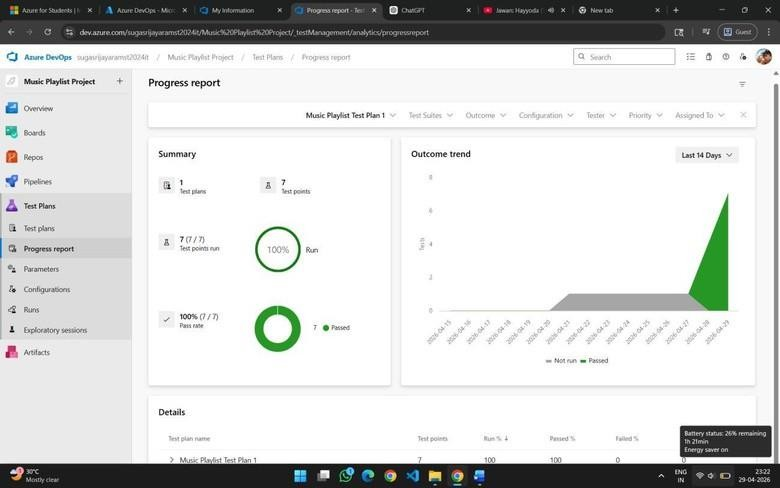 Azure for Students | M
Azure DevOps - Micro
My Information
Progress report - Test
ChatGPT
Jawan: Hayyoda (
New tab
dev.azure.com/sugasrijayaramst2024it/Music%20Playlist%20Project/_testManagement/analytics/progressreport
Guest
Azure DevOps
sugasrijayaramst2024it / Music Playlist Project / Test Plans / Progress report
Search
Music Playlist Project
Overview
Boards
Repos
Pipelines
Test Plans
Test plans
Progress report
Parameters
Configurations
Runs
Exploratory sessions
Artifacts
Progress report
Music Playlist Test Plan 1
Test Suites
Outcome
Configuration
Tester
Priority
Assigned To
Summary
1
Test plans
7
Test points
7 (7 / 7)
Test points run
100%
Run
100% (7 / 7)
Pass rate
7 Passed
Outcome trend
Last 14 Days
Tests
8
6
4
2
0
2026-04-15
2026-04-16
2026-04-17
2026-04-18
2026-04-19
2026-04-20
2026-04-21
2026-04-22
2026-04-23
2026-04-24
2026-04-25
2026-04-26
2026-04-27
2026-04-28
2026-04-29
Not run
Passed
Details
Test plan name
Test points
Run %
Passed %
Failed %
Music Playlist Test Plan 1
7
100
100
0
0
Battery status: 26% remaining
1h 21min
Energy saver on
30°C
Mostly clear
ENG
IN
23:22
29-04-2026